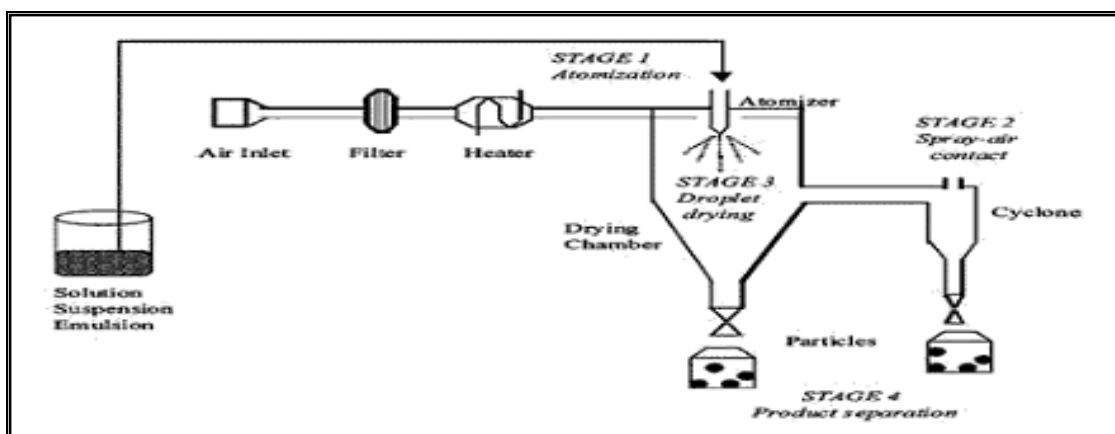 STAGE 1
Atomization
Atomizer
Air Inlet
Filter
Heater
STAGE 2
Spray-air
contact
STAGE 3
Droplet
drying
Cyclone
Drying
Chamber
Solution
Suspension
Emulsion
Particles
STAGE 4
Product separation